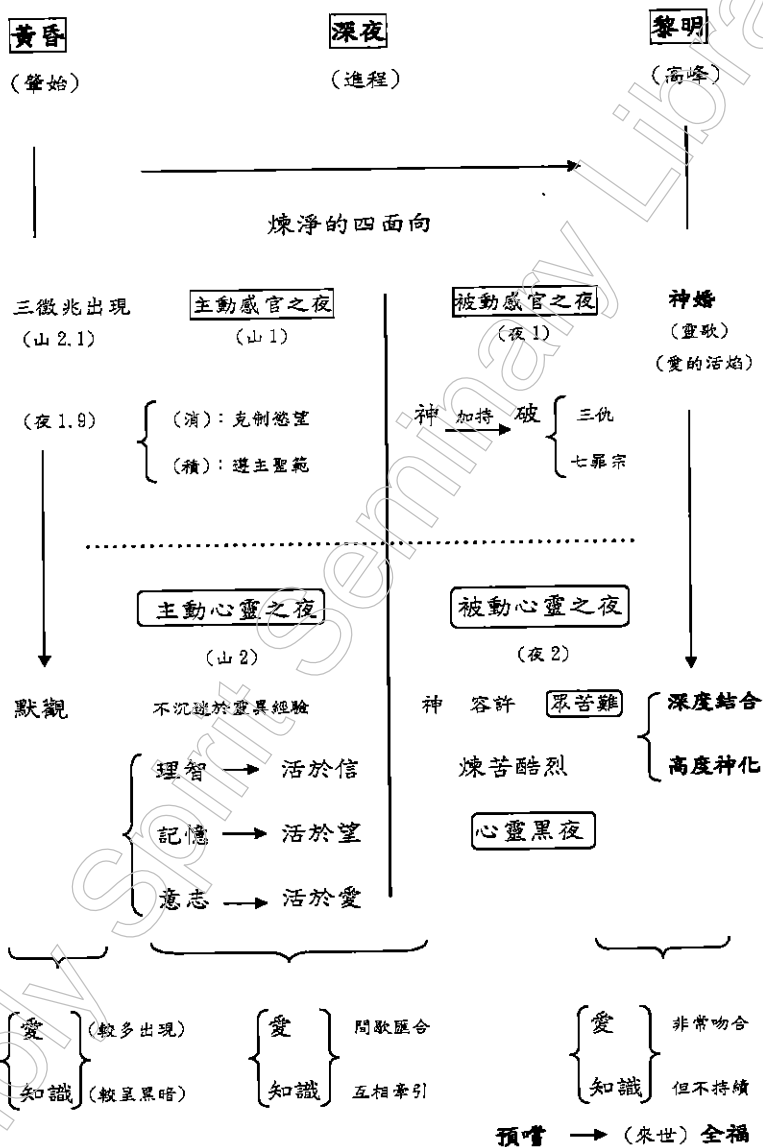 黃昏 深夜 黎明
(肇始) (進程) (高峰)
煉淨的四面向
三徵兆出現 主動感官之夜 被動感官之夜 神婚
(山 2.1) (山 1) (夜 1) (靈歌)
(愛的活焰)
(夜 1.9) (消)：克制慾望 神 加持 破 三仇
(積)：遵主聖範 七罪宗
主動心靈之夜 被動心靈之夜
(山 2) (夜 2)
默觀 不沉迷於靈異經驗 神 容許 眾苦難 深度結合
理智 → 活於信 煉苦酷烈 高度神化
記憶 → 活於望 心靈黑夜
意志 → 活於愛
愛 (較多出現) 愛 間歇匯合 愛 非常吻合
知識 (較呈黑暗) 知識 互相牽引 知識 但不持續
預嚐 → (來世) 全福
Holy Spirit Seminary Libra